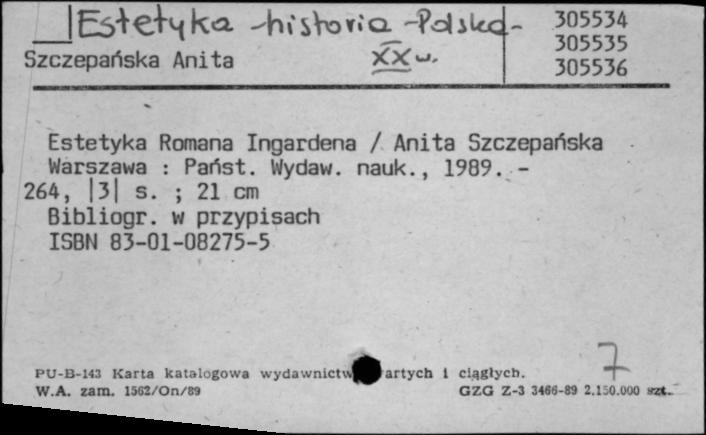 Estetyka - historia - Polska - 305534
305535
Szczepańska Anita XX w. 305536
Estetyka Romana Ingardena / Anita Szczepańska
Warszawa : Państ. Wydaw. nauk., 1989. -
264, |3| s. ; 21 cm
Bibliogr. w przypisach
ISBN 83-01-08275-5
7
PU-B-143 Karta katalogowa wydawnictw artych i ciągłych.
W.A. zam. 1562/On/89 GZG Z-3 3466-89 2.150.000 szt.